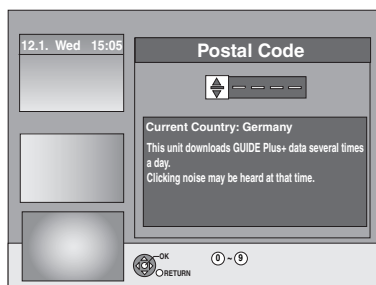 12.1. Wed 15:05
Postal Code
– – – –
Current Country: Germany
This unit downloads GUIDE Plus+ data several times
a day.
Clicking noise may be heard at that time.
OK
RETURN
0 ~ 9